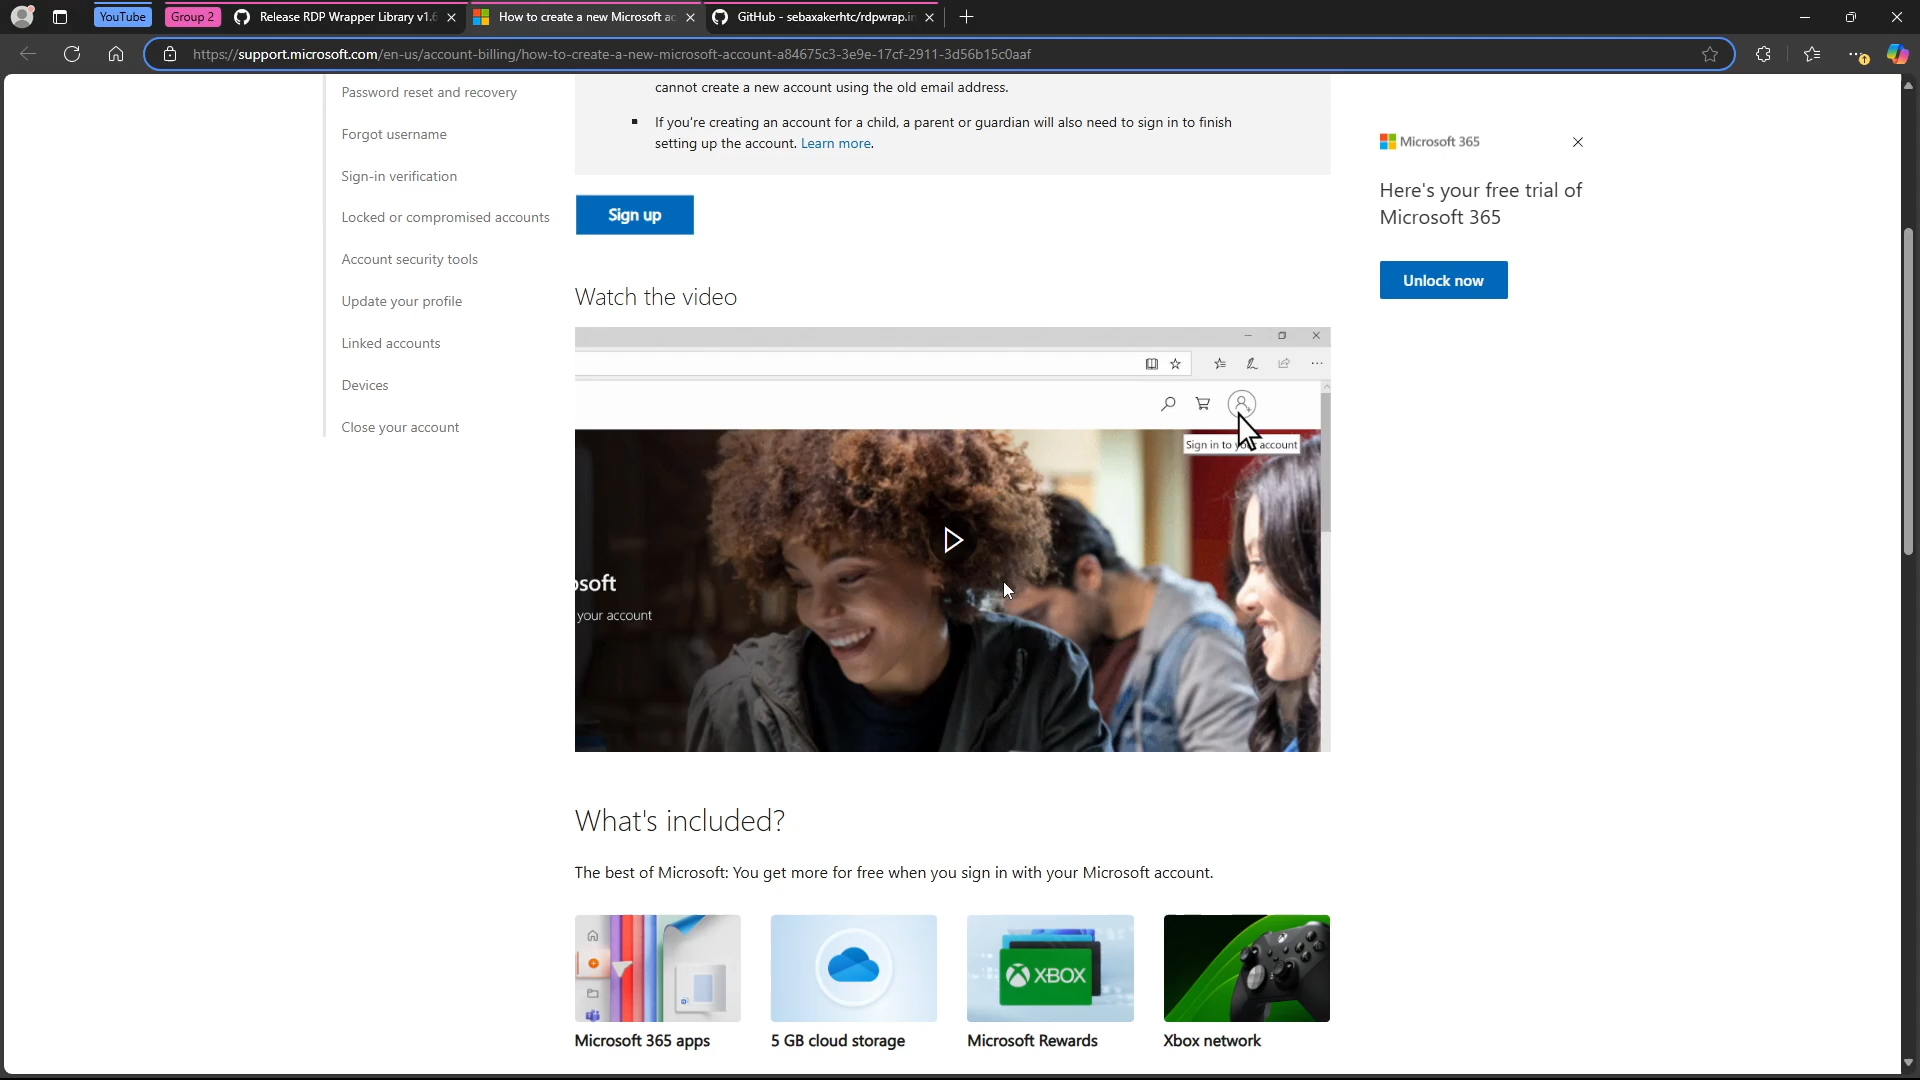 YouTube
Group 2
Release RDP Wrapper Library v1.6
How to create a new Microsoft ac
GitHub - sebaxakerhtc/rdpwrap.in
https://support.microsoft.com/en-us/account-billing/how-to-create-a-new-microsoft-account-a84675c3-3e9e-17cf-2911-3d56b15c0aaf
Password reset and recovery
Forgot username
Sign-in verification
Locked or compromised accounts
Account security tools
Update your profile
Linked accounts
Devices
Close your account
cannot create a new account using the old email address.
If you're creating an account for a child, a parent or guardian will also need to sign in to finish
setting up the account. Learn more.
Sign up
Watch the video
Sign in to your account
osoft
your account
What's included?
The best of Microsoft: You get more for free when you sign in with your Microsoft account.
XBOX
Microsoft 365 apps
5 GB cloud storage
Microsoft Rewards
Xbox network
Microsoft 365
Here's your free trial of
Microsoft 365
Unlock now